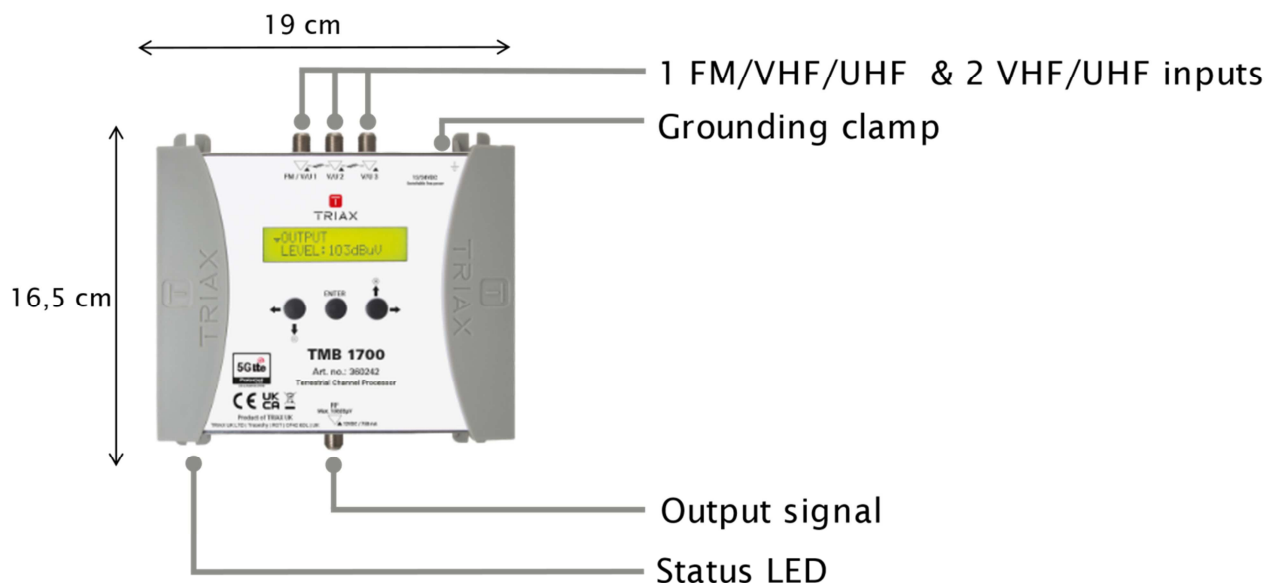 19 cm
1 FM/VHF/UHF & 2 VHF/UHF inputs
Grounding clamp
FM / V/U 1 V/U 2 V/U 3
TRIAX
OUTPUT
LEVEL:103dBuV
TRIAX
TRIAX
16,5 cm
ENTER
TMB 1700
5G lte
Art. no.: 360242
Terrestrial Channel Processor
CE UK CA
Product of TRIAX UK
Output signal
Status LED